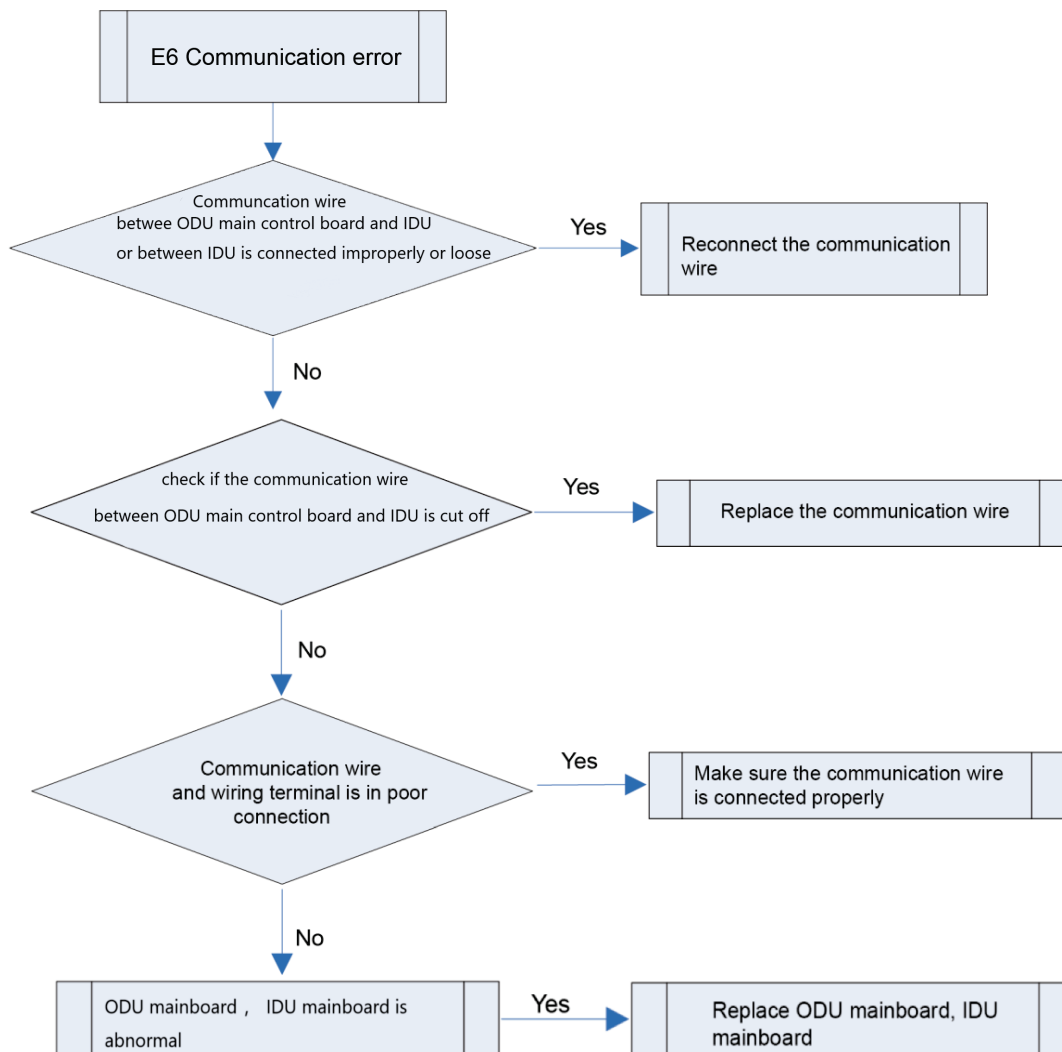 E6 Communication error
Communcation wire
betwee ODU main control board and IDU
or between IDU is connected improperly or loose
Yes
Reconnect the communication
wire
No
check if the communication wire
between ODU main control board and IDU is cut off
Yes
Replace the communication wire
No
Communication wire
and wiring terminal is in poor
connection
Yes
Make sure the communication wire
is connected properly
No
ODU mainboard , IDU mainboard is
abnormal
Yes
Replace ODU mainboard, IDU
mainboard